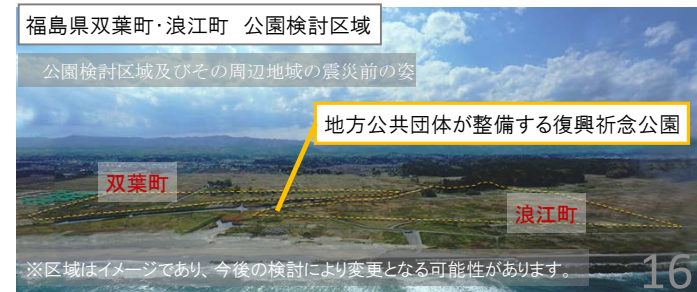 福島県双葉町・浪江町 公園検討区域
公園検討区域及びその周辺地域の震災前の姿
地方公共団体が整備する復興祈念公園
双葉町
浪江町
※区域はイメージであり、今後の検討により変更となる可能性があります。
16